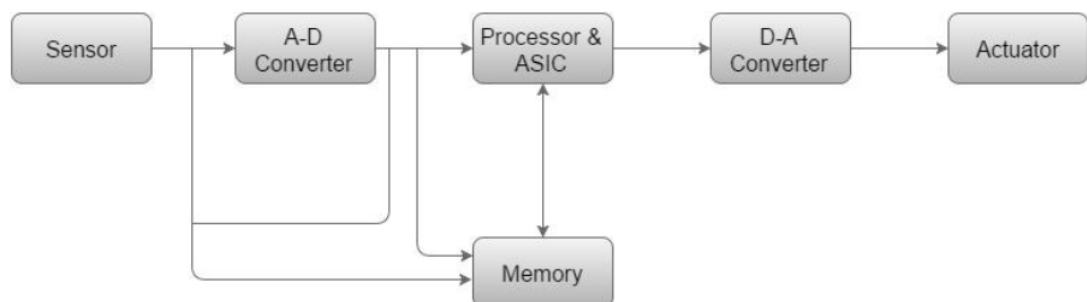 Sensor
A-D
Converter
Processor &
ASIC
D-A
Converter
Actuator
Memory